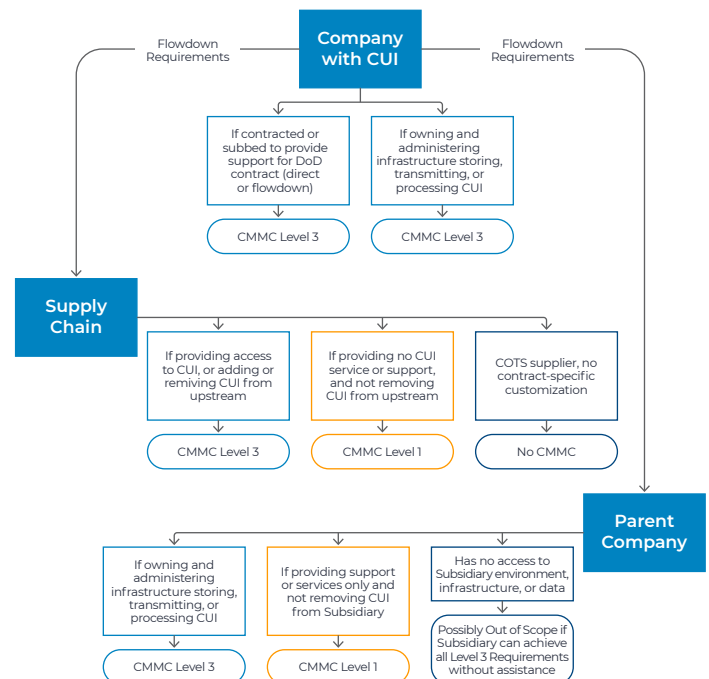 Company
with CUI
Flowdown
Requirements
Flowdown
Requirements
If contracted or
subbed to provide
support for DoD
contract (direct
or flowdown)
If owning and
administering
infrastructure storing,
transmitting, or
processing CUI
CMMC Level 3
CMMC Level 3
Supply
Chain
If providing access
to CUI, or adding or
remiving CUI from
upstream
If providing no CUI
service or support,
and not removing
CUI from upstream
COTS supplier, no
contract-specific
customization
CMMC Level 3
CMMC Level 1
No CMMC
Parent
Company
If owning and
administering
infrastructure storing,
transmitting, or
processing CUI
If providing support
or services only and
not removing CUI
from Subsidiary
Has no access to
Subsidiary environment,
infrastructure, or data
CMMC Level 3
CMMC Level 1
Possibly Out of Scope if
Subsidiary can achieve
all Level 3 Requirements
without assistance